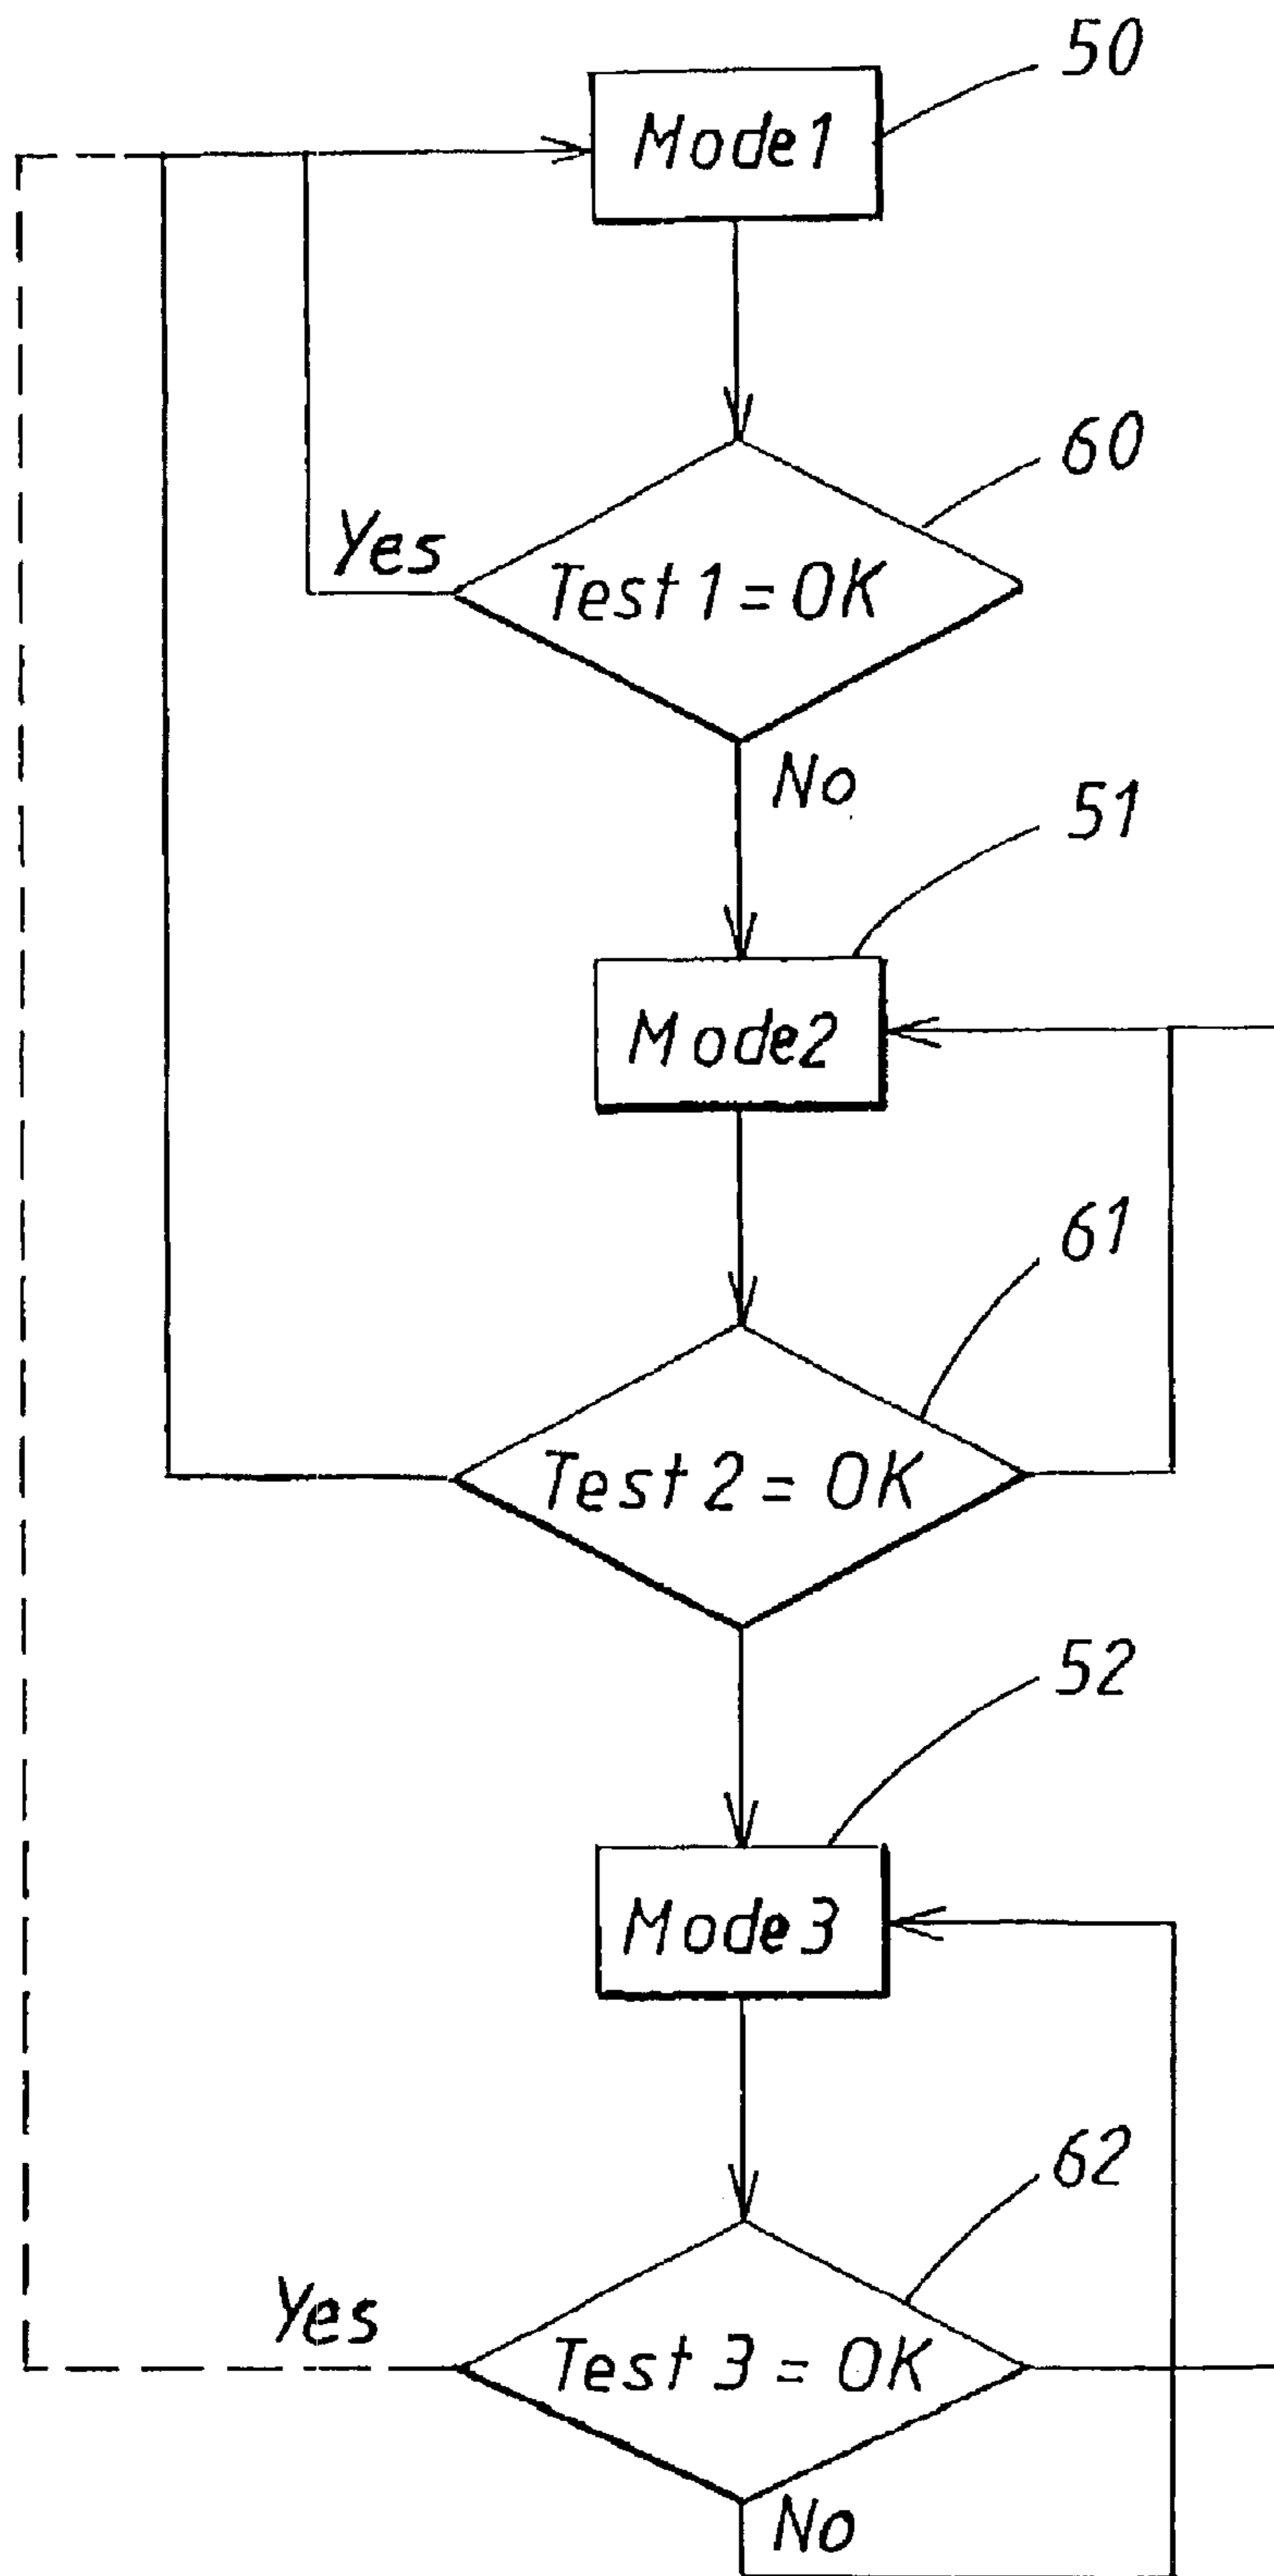 50
Mode1
60
Yes
Test 1 = OK
No
51
Mode2
61
Test 2 = OK
52
Mode3
62
Yes
Test 3 = OK
No